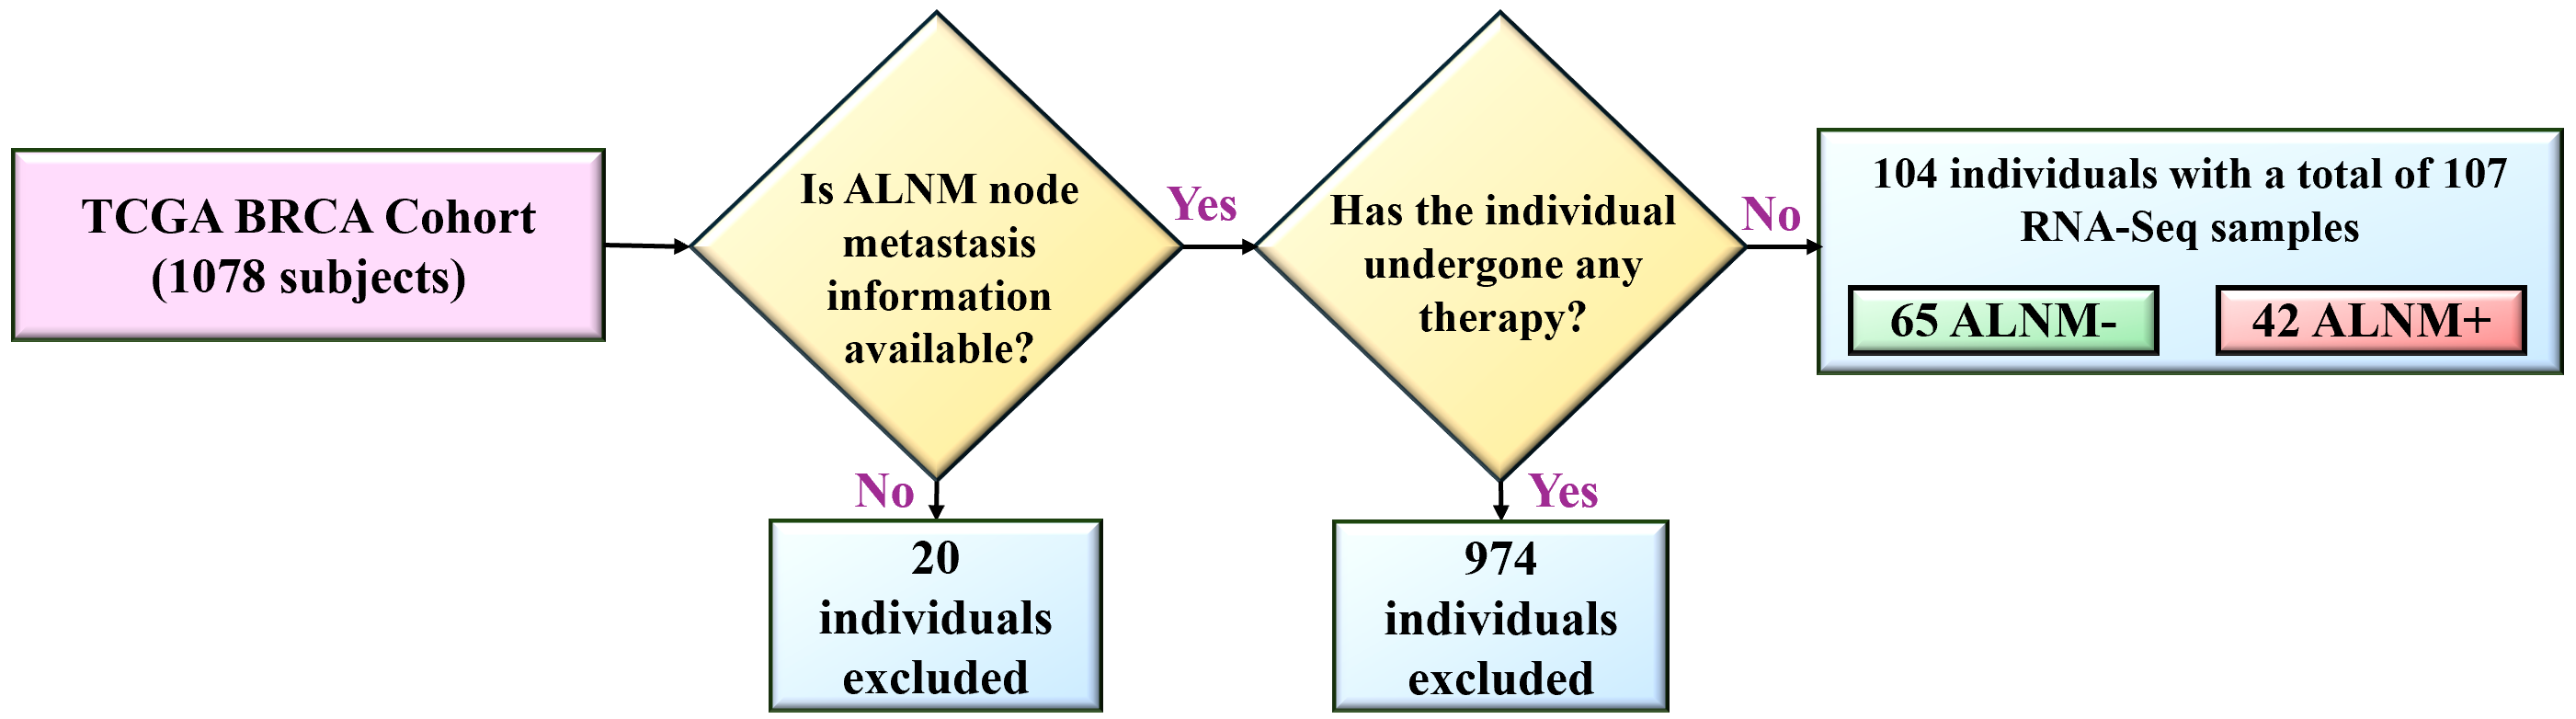 TCGA BRCA Cohort
(1078 subjects)
Is ALNM node
metastasis
information
available?
Yes
No
20
individuals
excluded
Has the individual
undergone any
therapy?
No
Yes
974
individuals
excluded
104 individuals with a total of 107
RNA-Seq samples
65 ALNM-
42 ALNM+